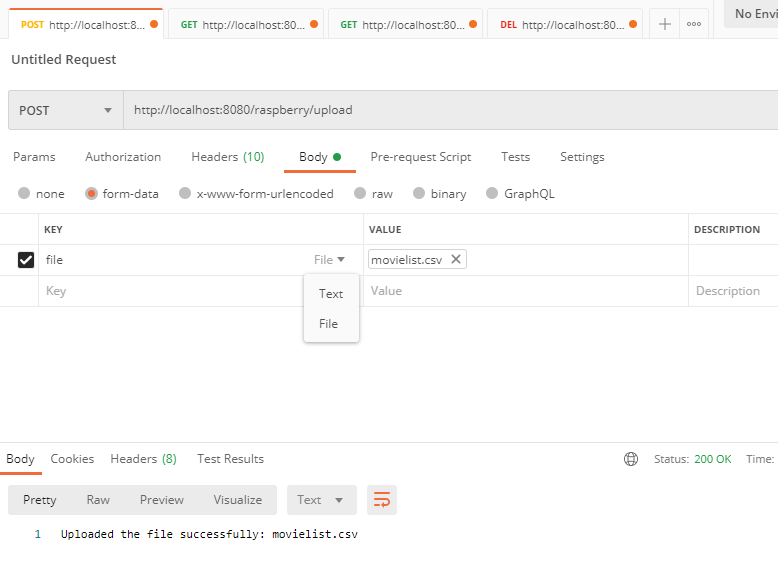 POST http://localhost:8... GET http://localhost:80... GET http://localhost:80... DEL http://localhost:80... + ooo No Envi
Untitled Request
POST http://localhost:8080/raspberry/upload
Params Authorization Headers (10) Body Pre-request Script Tests Settings
none form-data x-www-form-urlencoded raw binary GraphQL
KEY VALUE DESCRIPTION
file File movielist.csv ✕
Key Value Description
Text
File
Body Cookies Headers (8) Test Results Status: 200 OK Time:
Pretty Raw Preview Visualize Text
1 Uploaded the file successfully: movielist.csv